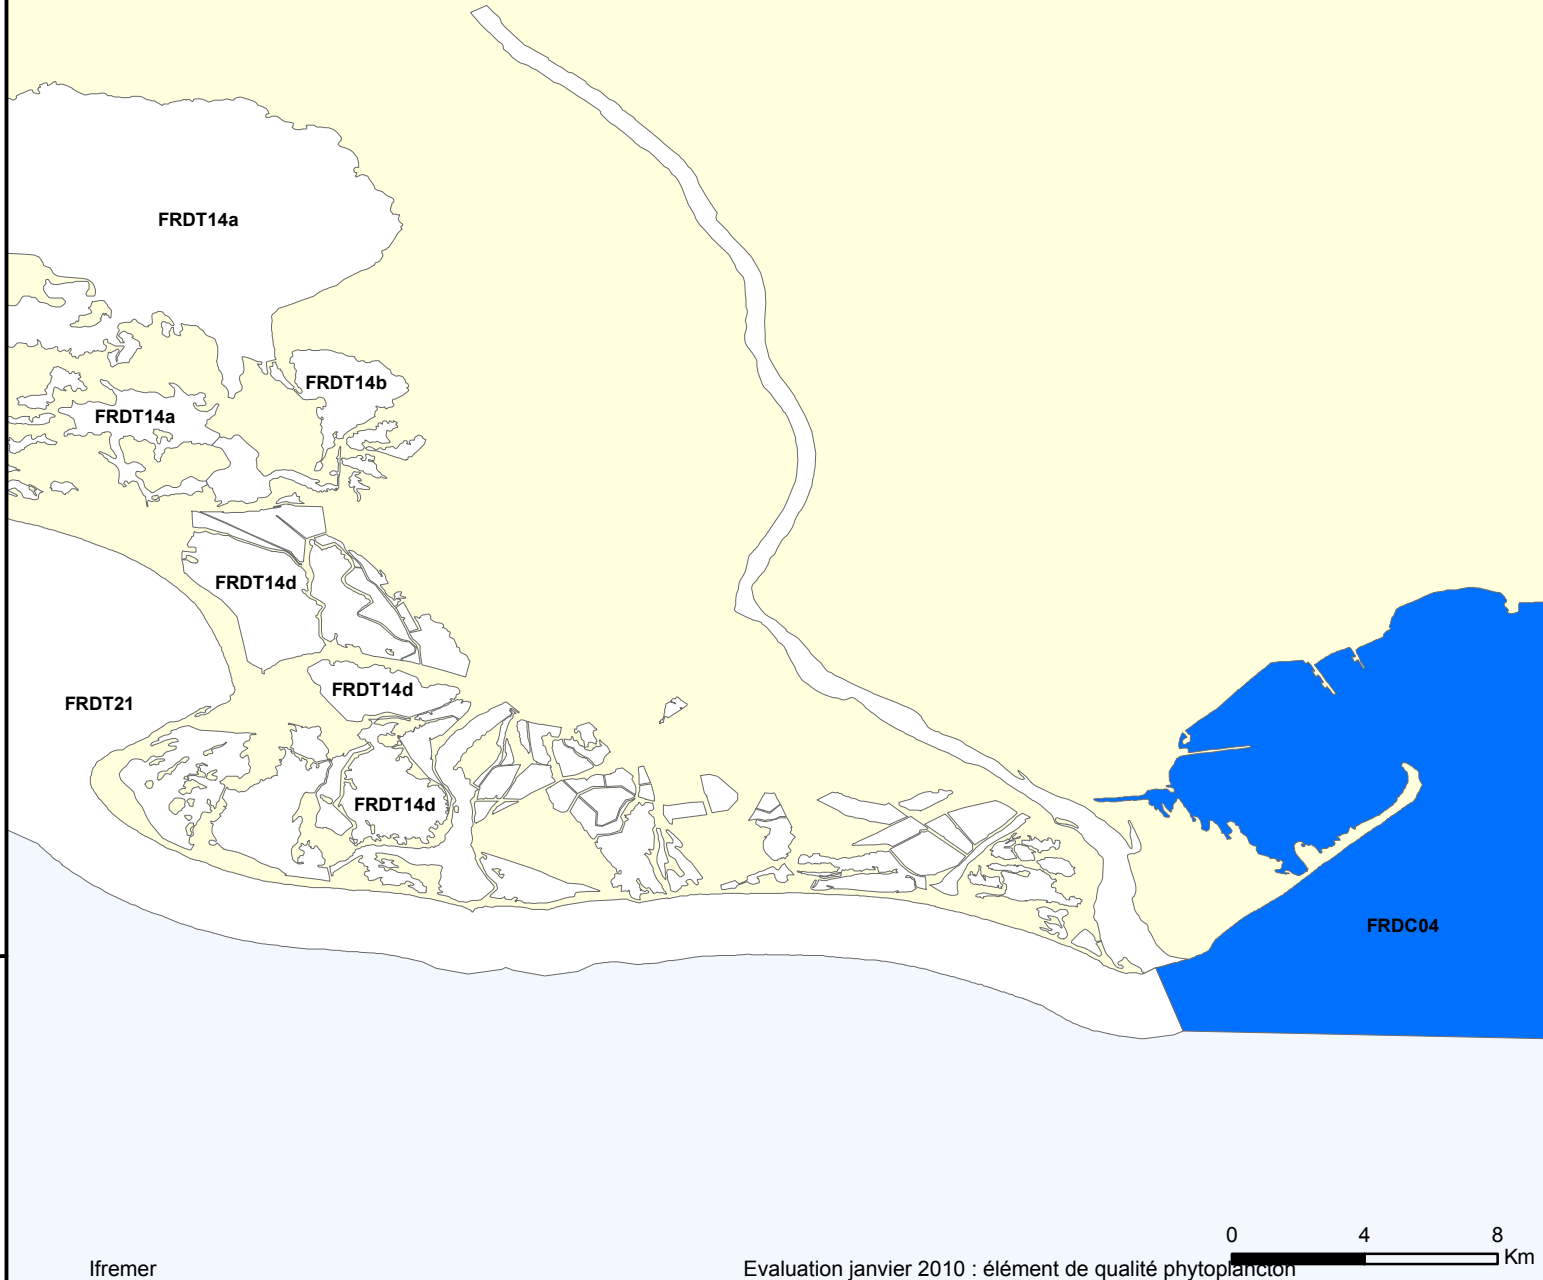 FRDT14a
FRDT14b
FRDT14a
FRDT14d
FRDT14d
FRDT21
FRDT14d
FRDC04
0 4 8
Km
Ifremer
Evaluation janvier 2010 : élément de qualité phytoplancton